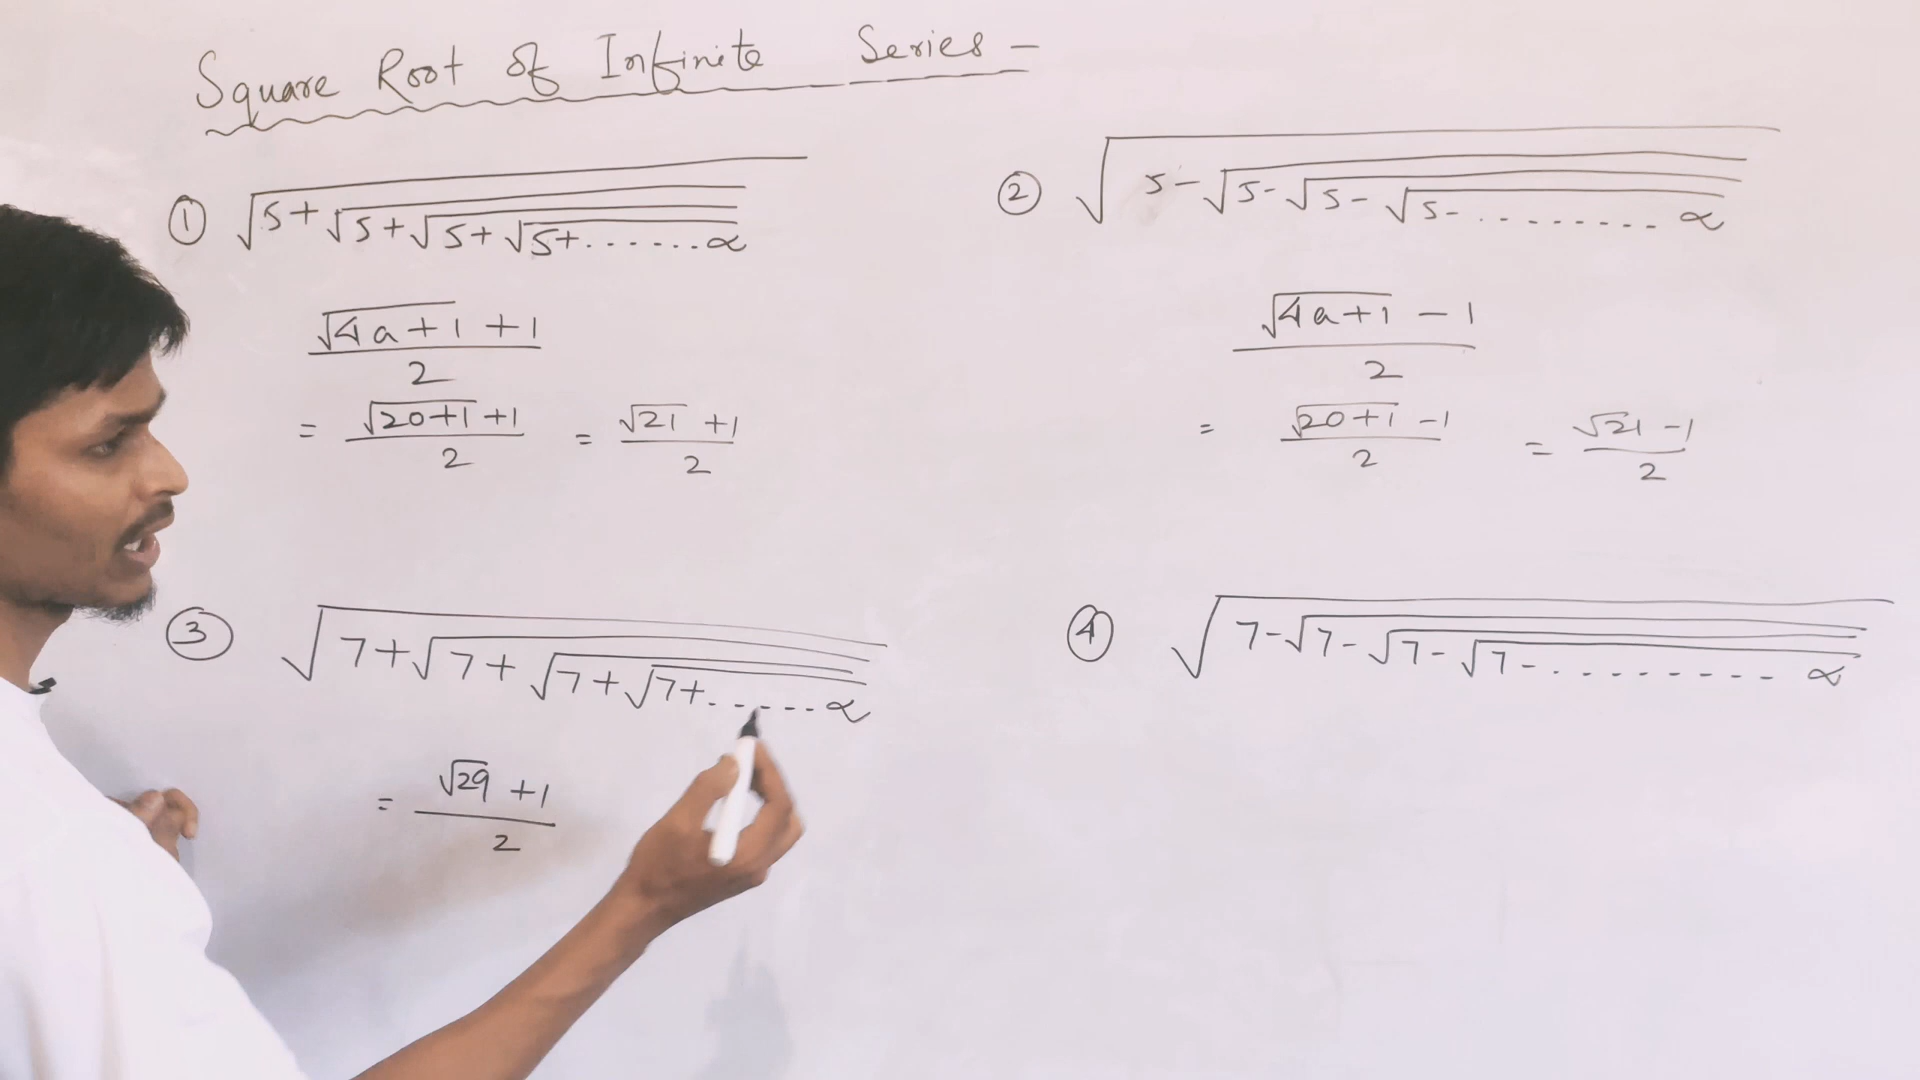 Square Root of Infinite Series –
① √5+√5+√5+√5+.......∝
√4a+1 + 1
2
= √20+1 +1
2
= √21 +1
2
② √5-√5-√5-√5-.........∝
√4a+1 - 1
2
= √20+1 -1
2
= √21 -1
2
③ √7+√7+√7+√7+......∝
= √29 +1
2
④ √7-√7-√7-√7-.........∝